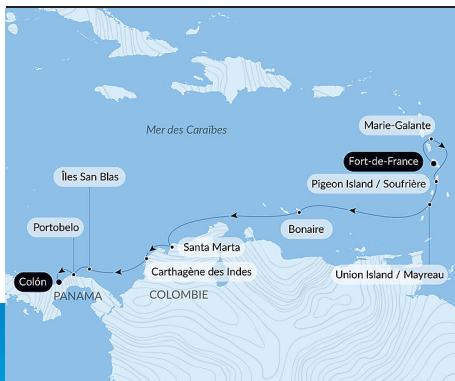 Mer des Caraïbes
Marie-Galante
Fort-de-France
Îles San Blas
Pigeon Island / Soufrière
Portobelo
Bonaire
Santa Marta
Union Island / Mayreau
Carthagène des Indes
Colón
PANAMA
COLOMBIE